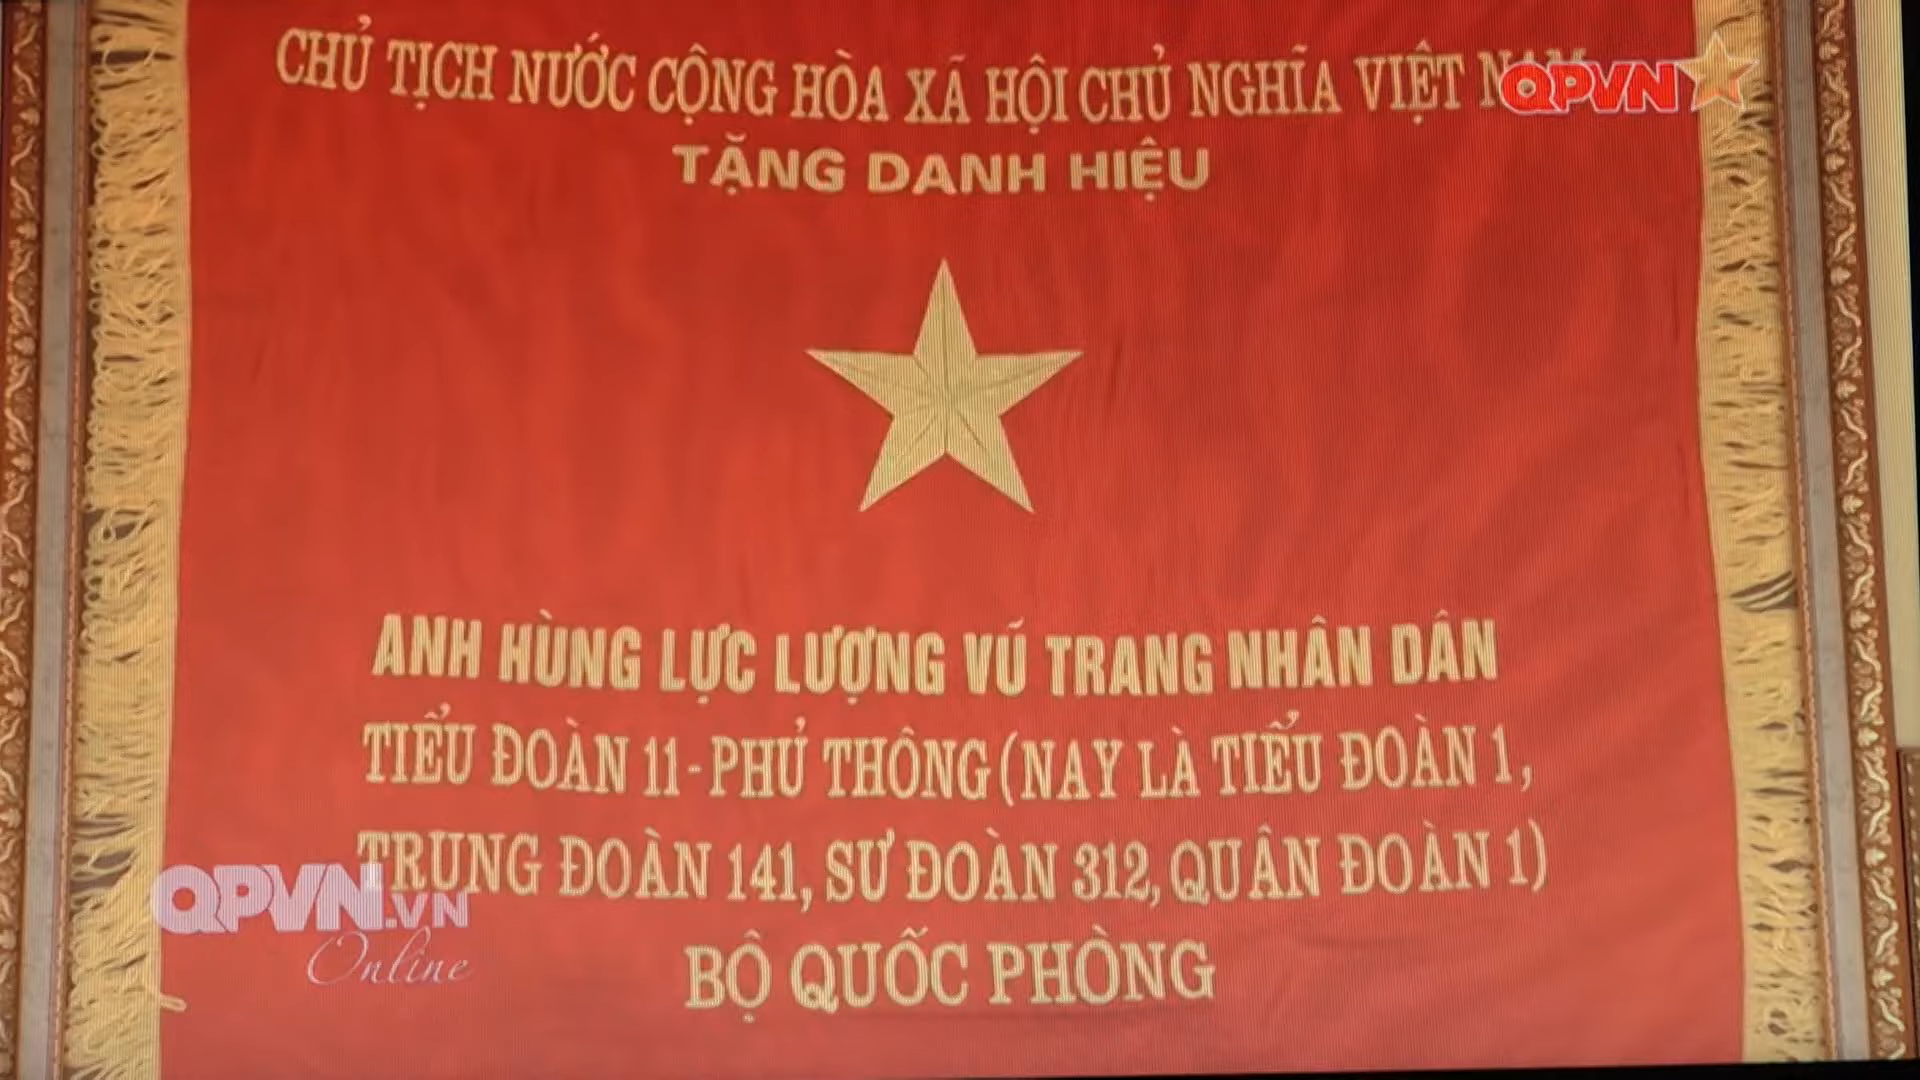 CHỦ TỊCH NƯỚC CỘNG HÒA XÃ HỘI CHỦ NGHĨA VIỆT NAM
QPVN
TẶNG DANH HIỆU
ANH HÙNG LỰC LƯỢNG VŨ TRANG NHÂN DÂN
TIỂU ĐOÀN 11-PHỦ THÔNG (NAY LÀ TIỂU ĐOÀN 1,
TRUNG ĐOÀN 141, SƯ ĐOÀN 312, QUÂN ĐOÀN 1)
BỘ QUỐC PHÒNG
QPVN.VN
Online